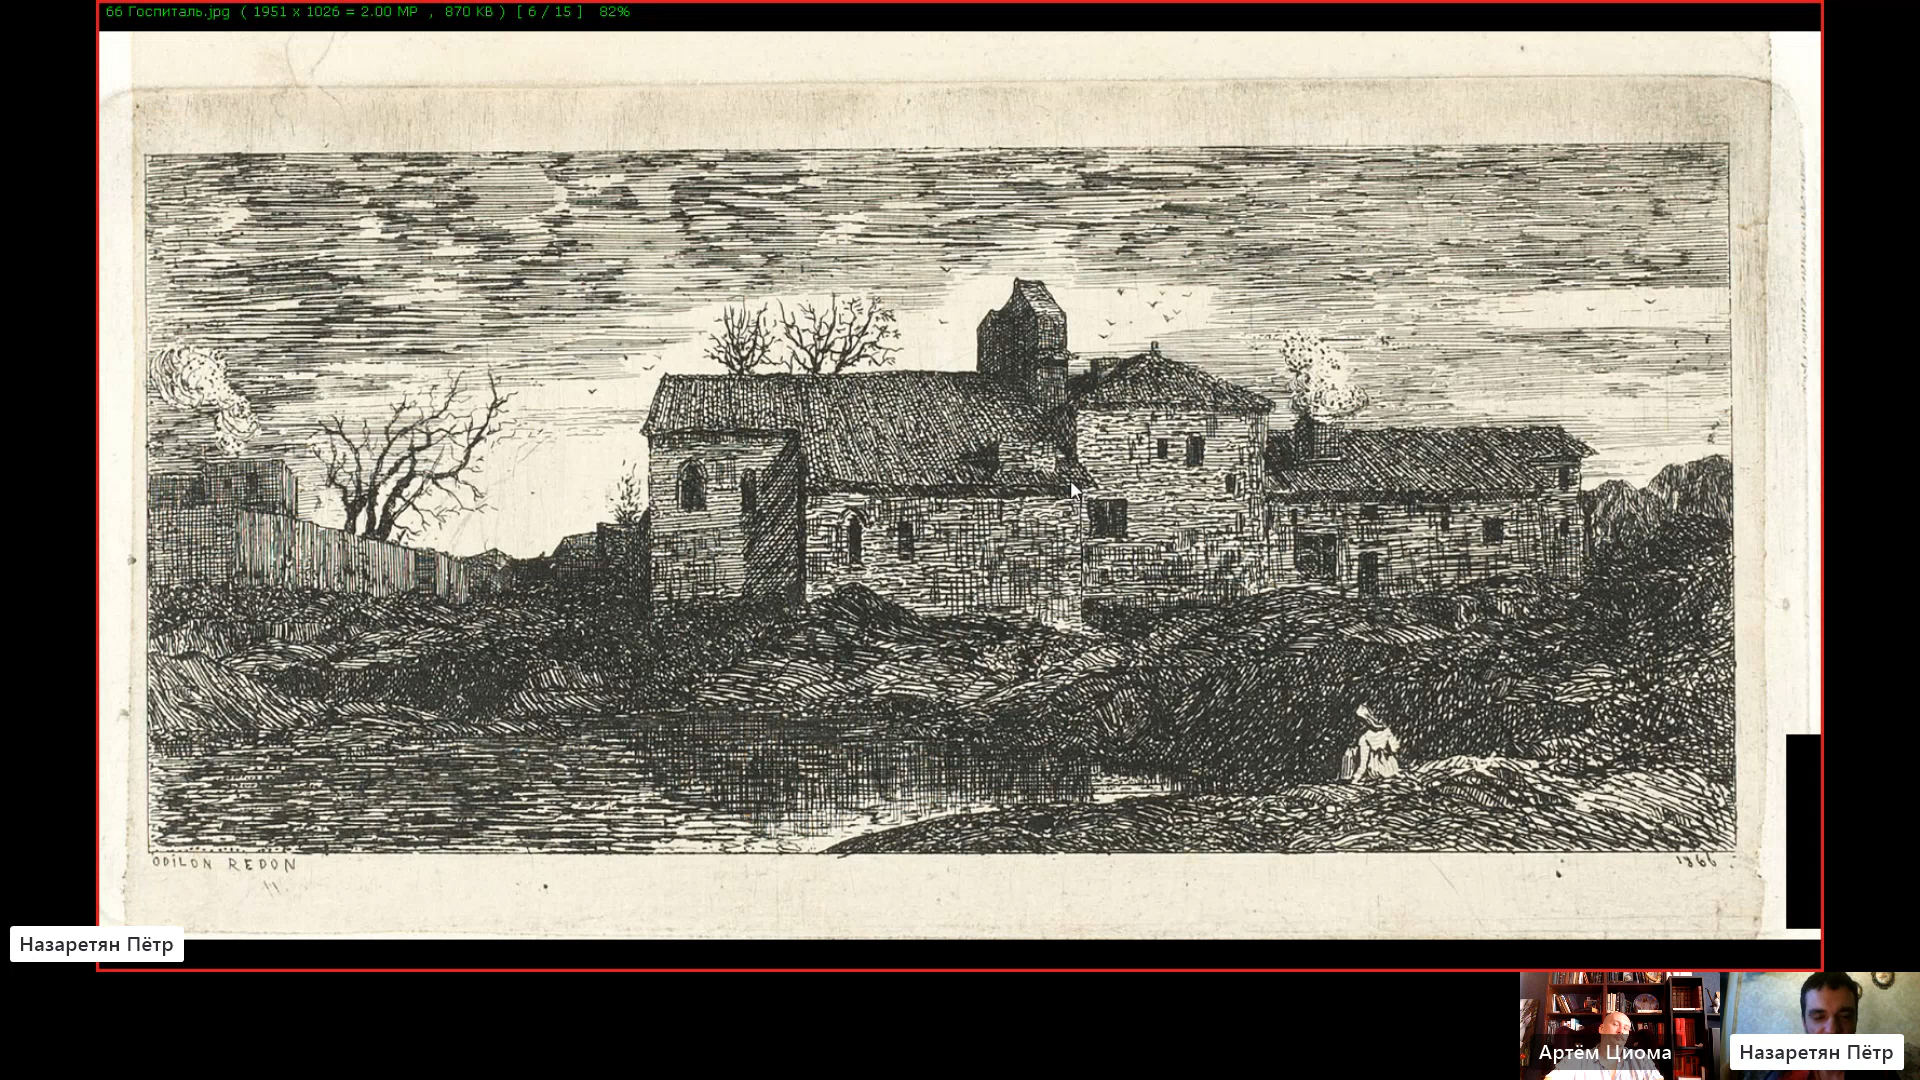 66 Госпиталь.jpg ( 1951 x 1026 = 2.00 MP , 870 KB ) [ 6 / 15 ] 82%
ODILON REDON
1866
Назаретян Пётр
Артём Циома
Назаретян Пётр